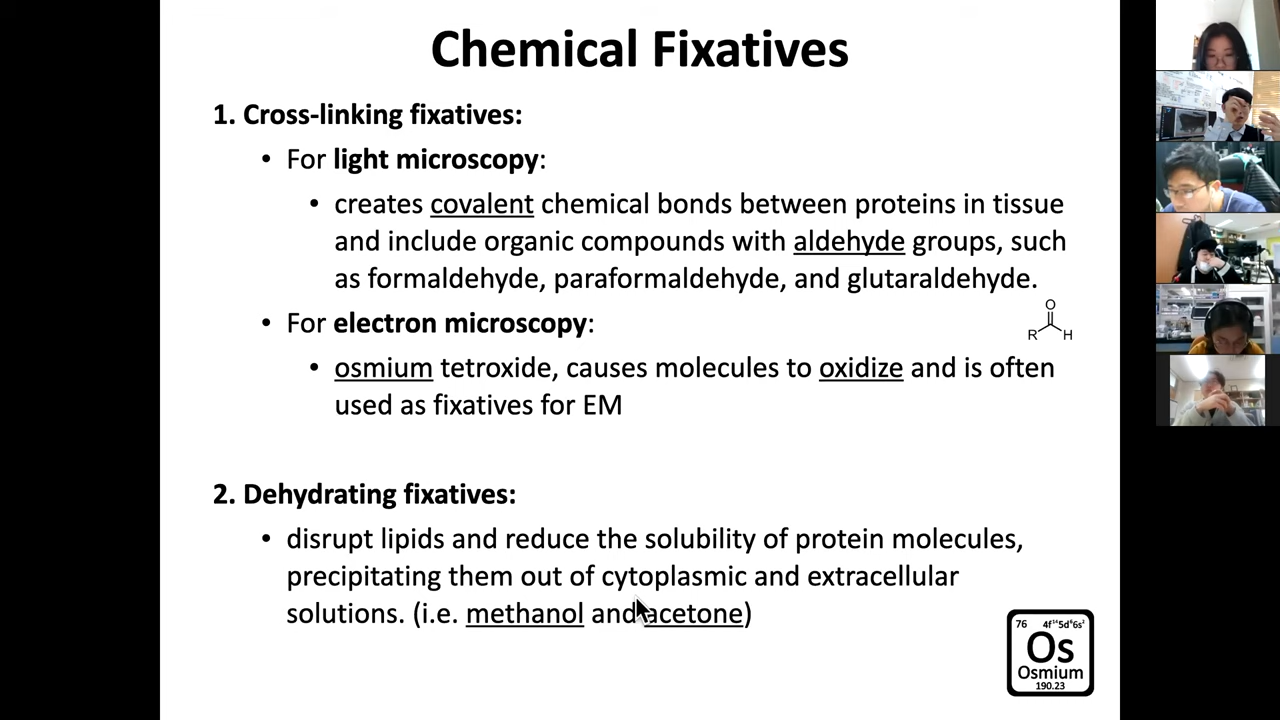 Chemical Fixatives
1. Cross-linking fixatives:
• For light microscopy:
• creates covalent chemical bonds between proteins in tissue
and include organic compounds with aldehyde groups, such
as formaldehyde, paraformaldehyde, and glutaraldehyde.
O
R H
• For electron microscopy:
• osmium tetroxide, causes molecules to oxidize and is often
used as fixatives for EM
2. Dehydrating fixatives:
• disrupt lipids and reduce the solubility of protein molecules,
precipitating them out of cytoplasmic and extracellular
solutions. (i.e. methanol and acetone)
76 4f¹⁴5d⁶6s²
Os
Osmium
190.23